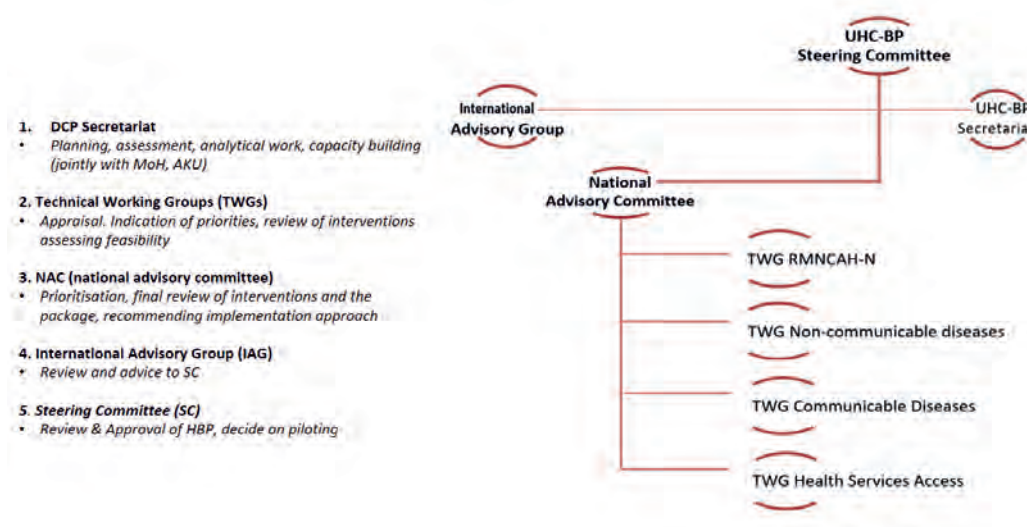 1. DCP Secretariat
• Planning, assessment, analytical work, capacity building
(jointly with MoH, AKU)
2. Technical Working Groups (TWGs)
• Appraisal. Indication of priorities, review of interventions
assessing feasibility
3. NAC (national advisory committee)
• Prioritisation, final review of interventions and the
package, recommending implementation approach
4. International Advisory Group (IAG)
• Review and advice to SC
5. Steering Committee (SC)
• Review & Approval of HBP, decide on piloting
UHC-BP
Steering Committee
International
Advisory Group
UHC-BP
Secretaria
National
Advisory Committee
TWG RMNCAH-N
TWG Non-communicable diseases
TWG Communicable Diseases
TWG Health Services Access